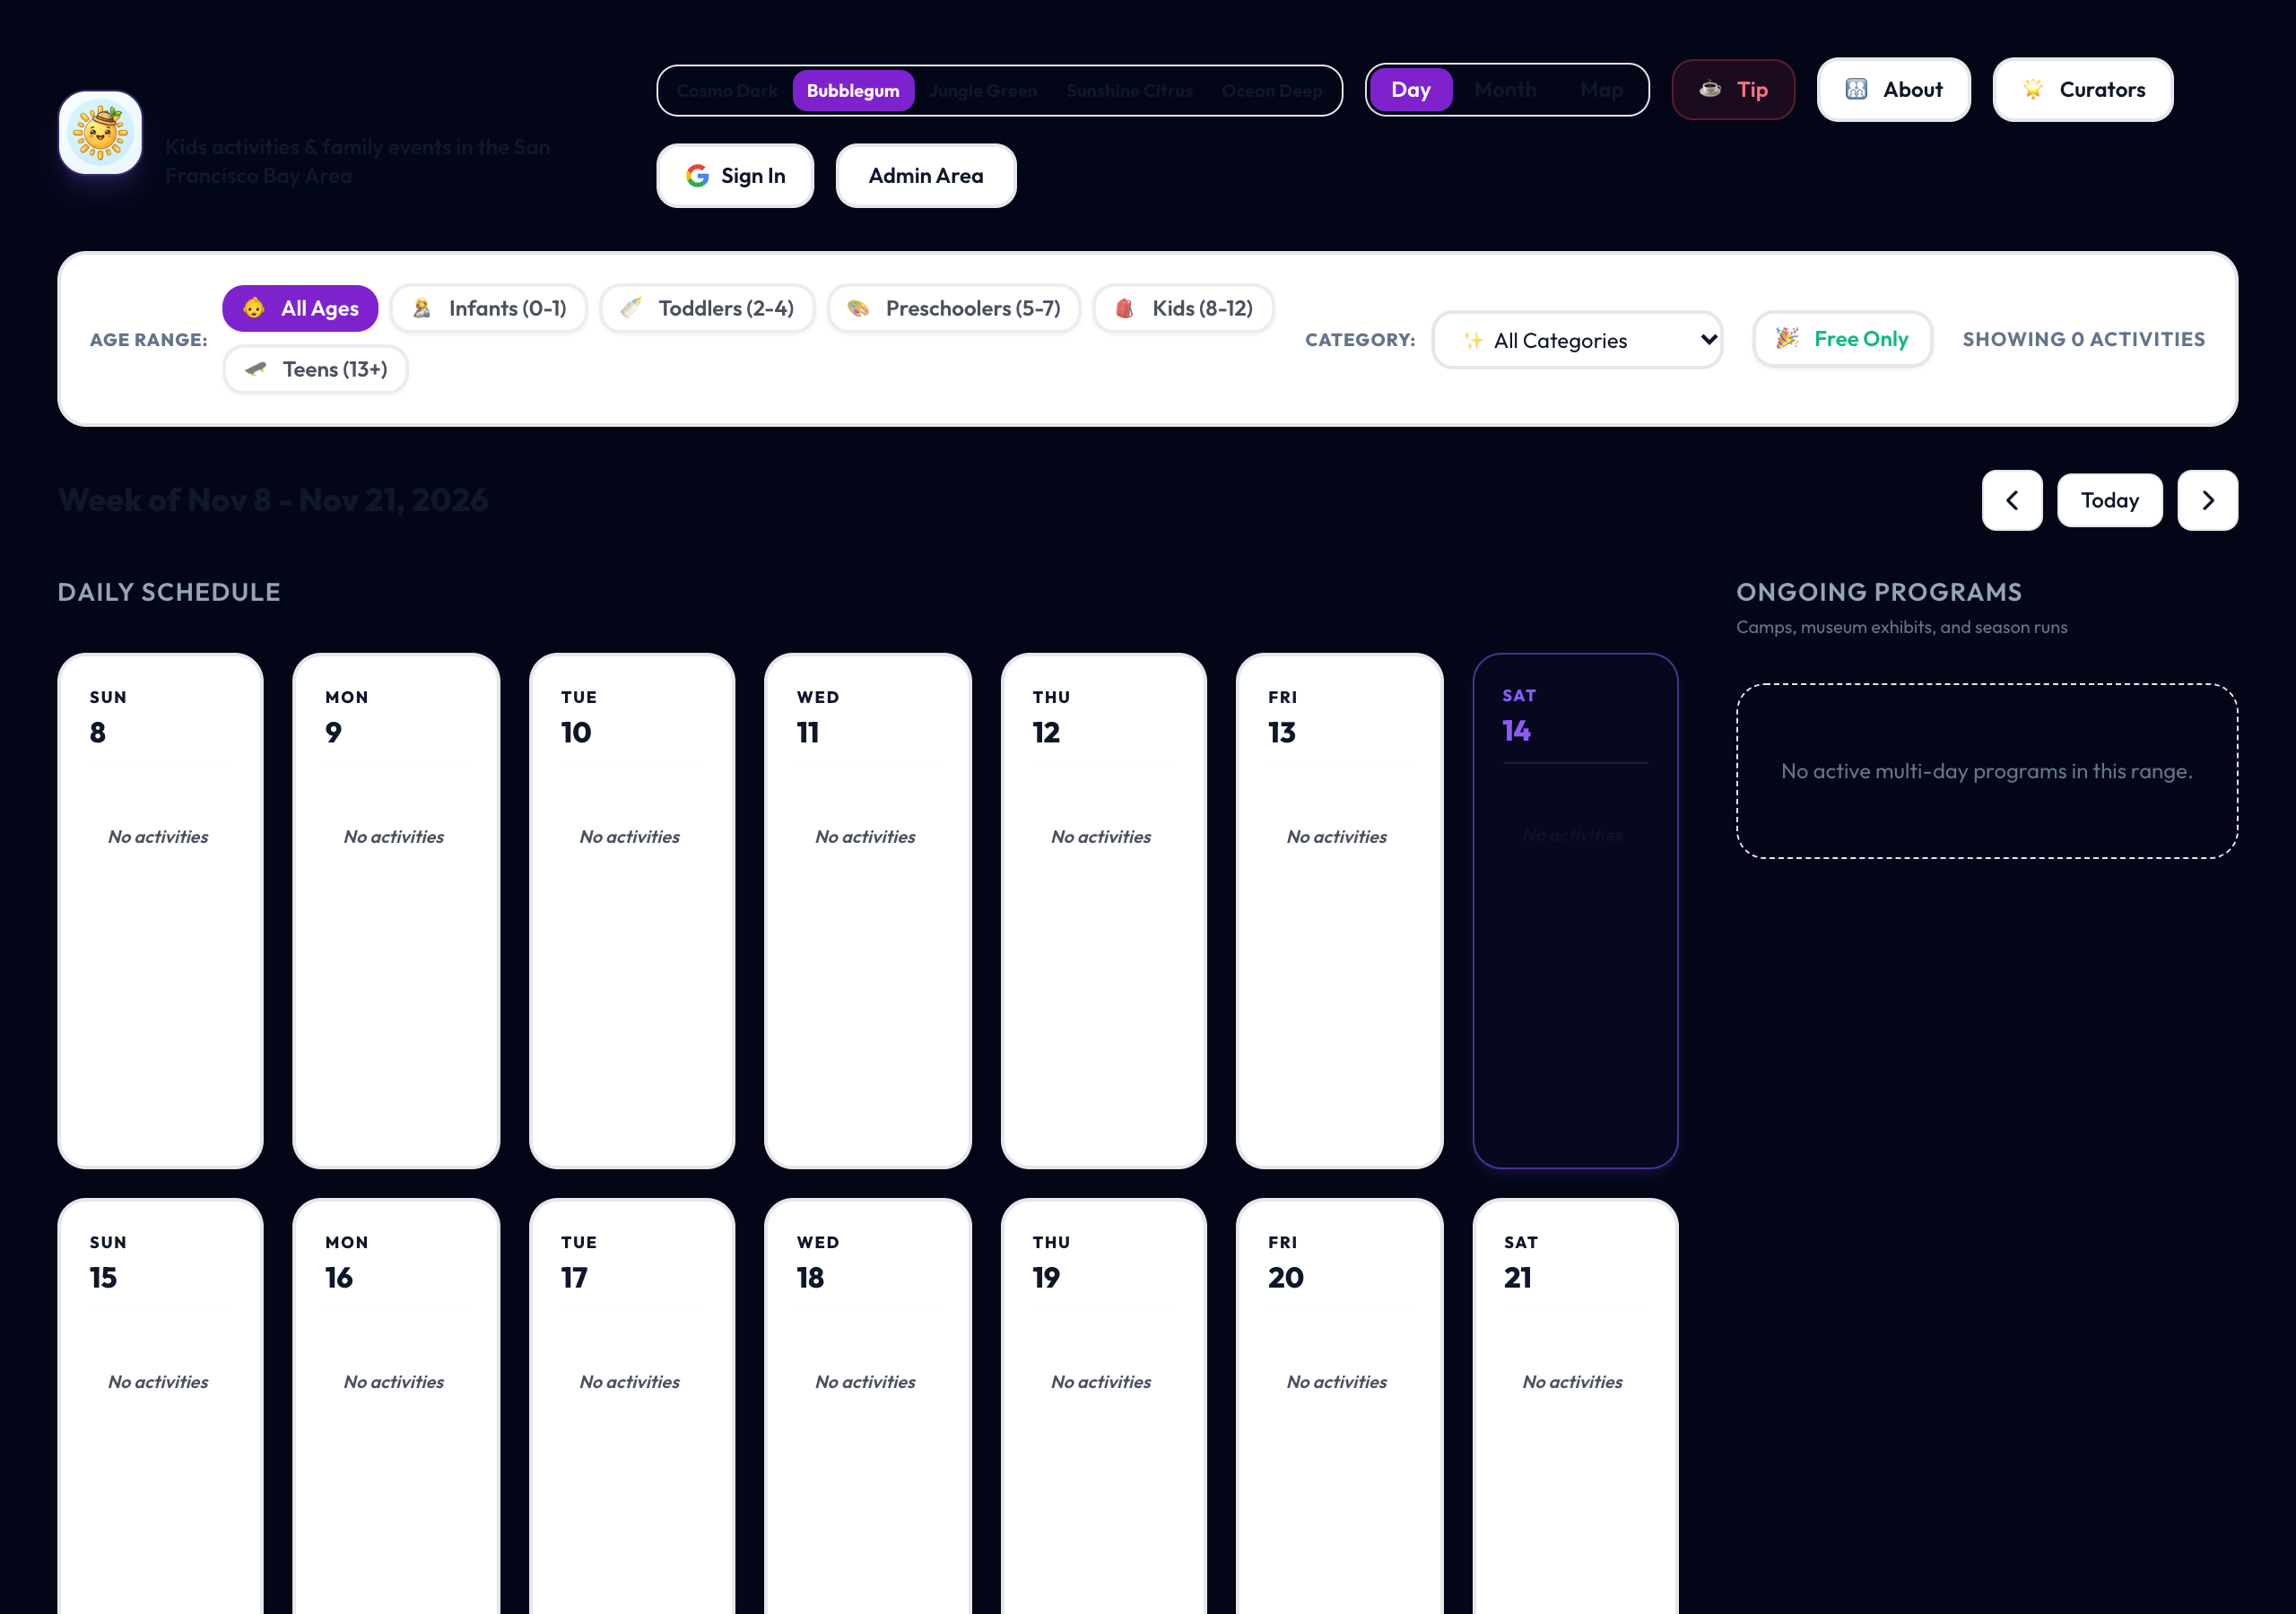 Cosmo Dark Bubblegum Jungle Green Sunshine Citrus Ocean Deep
Day Month Map
Tip
About
Curators
Kids activities & family events in the San
Francisco Bay Area
Sign In
Admin Area
AGE RANGE:
All Ages
Infants (0-1)
Toddlers (2-4)
Preschoolers (5-7)
Kids (8-12)
Teens (13+)
CATEGORY:
All Categories
Free Only
SHOWING 0 ACTIVITIES
Week of Nov 8 - Nov 21, 2026
Today
DAILY SCHEDULE
SUN
8
No activities
MON
9
No activities
TUE
10
No activities
WED
11
No activities
THU
12
No activities
FRI
13
No activities
SAT
14
No activities
SUN
15
No activities
MON
16
No activities
TUE
17
No activities
WED
18
No activities
THU
19
No activities
FRI
20
No activities
SAT
21
No activities
ONGOING PROGRAMS
Camps, museum exhibits, and season runs
No active multi-day programs in this range.